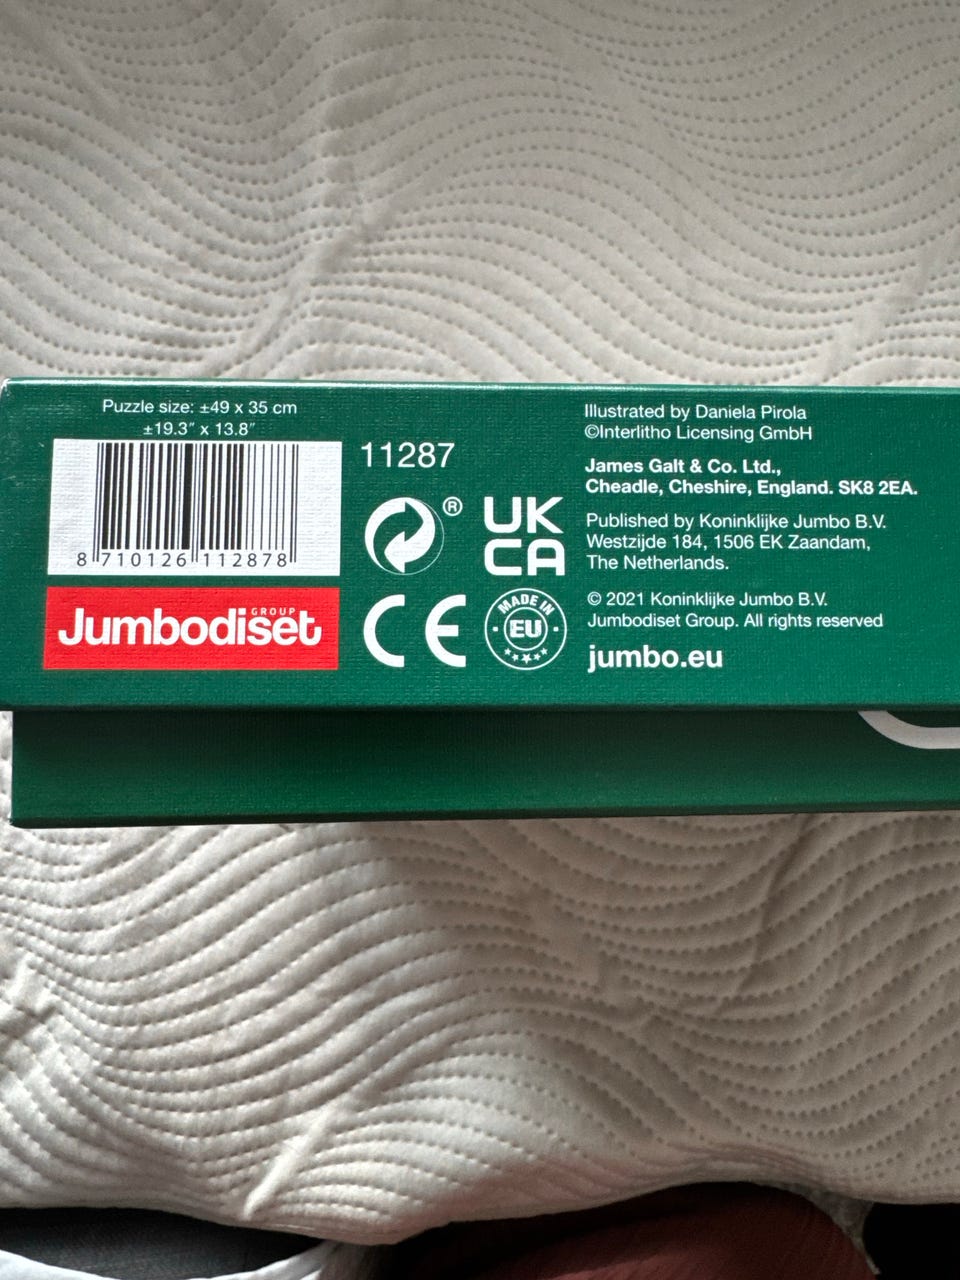 Puzzle size: ±49 x 35 cm
±19.3" x 13.8"
8 710126 112878
GROUP
Jumbodiset
11287
®
UK
CA
CE
MADE IN
EU
Illustrated by Daniela Pirola
©Interlitho Licensing GmbH
James Galt & Co. Ltd.,
Cheadle, Cheshire, England. SK8 2EA.
Published by Koninklijke Jumbo B.V.
Westzijde 184, 1506 EK Zaandam,
The Netherlands.
© 2021 Koninklijke Jumbo B.V.
Jumbodiset Group. All rights reserved
jumbo.eu